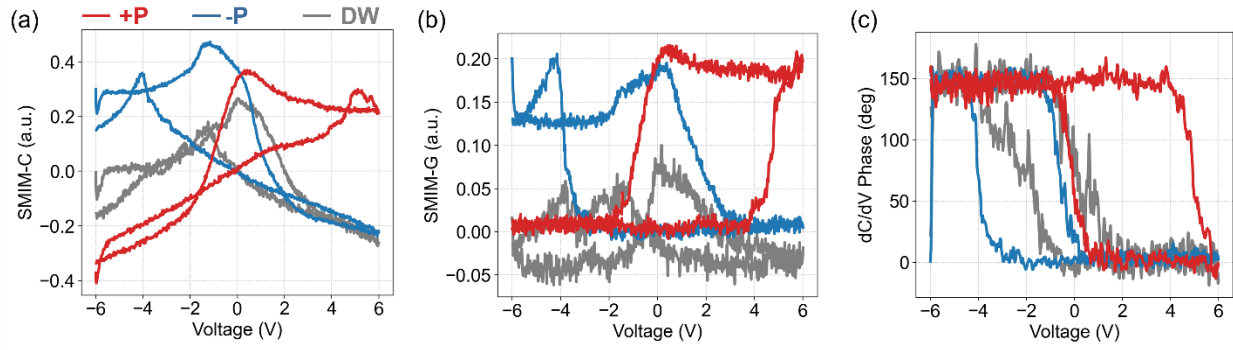 (a) +P -P DW (b) (c)
SMIM-C (a.u.)
0.4
0.2
0.0
−0.2
−0.4
−6 −4 −2 0 2 4 6
Voltage (V)
SMIM-G (a.u.)
0.20
0.15
0.10
0.05
0.00
−0.05
−6 −4 −2 0 2 4 6
Voltage (V)
dC/dV Phase (deg)
150
100
50
0
−6 −4 −2 0 2 4 6
Voltage (V)